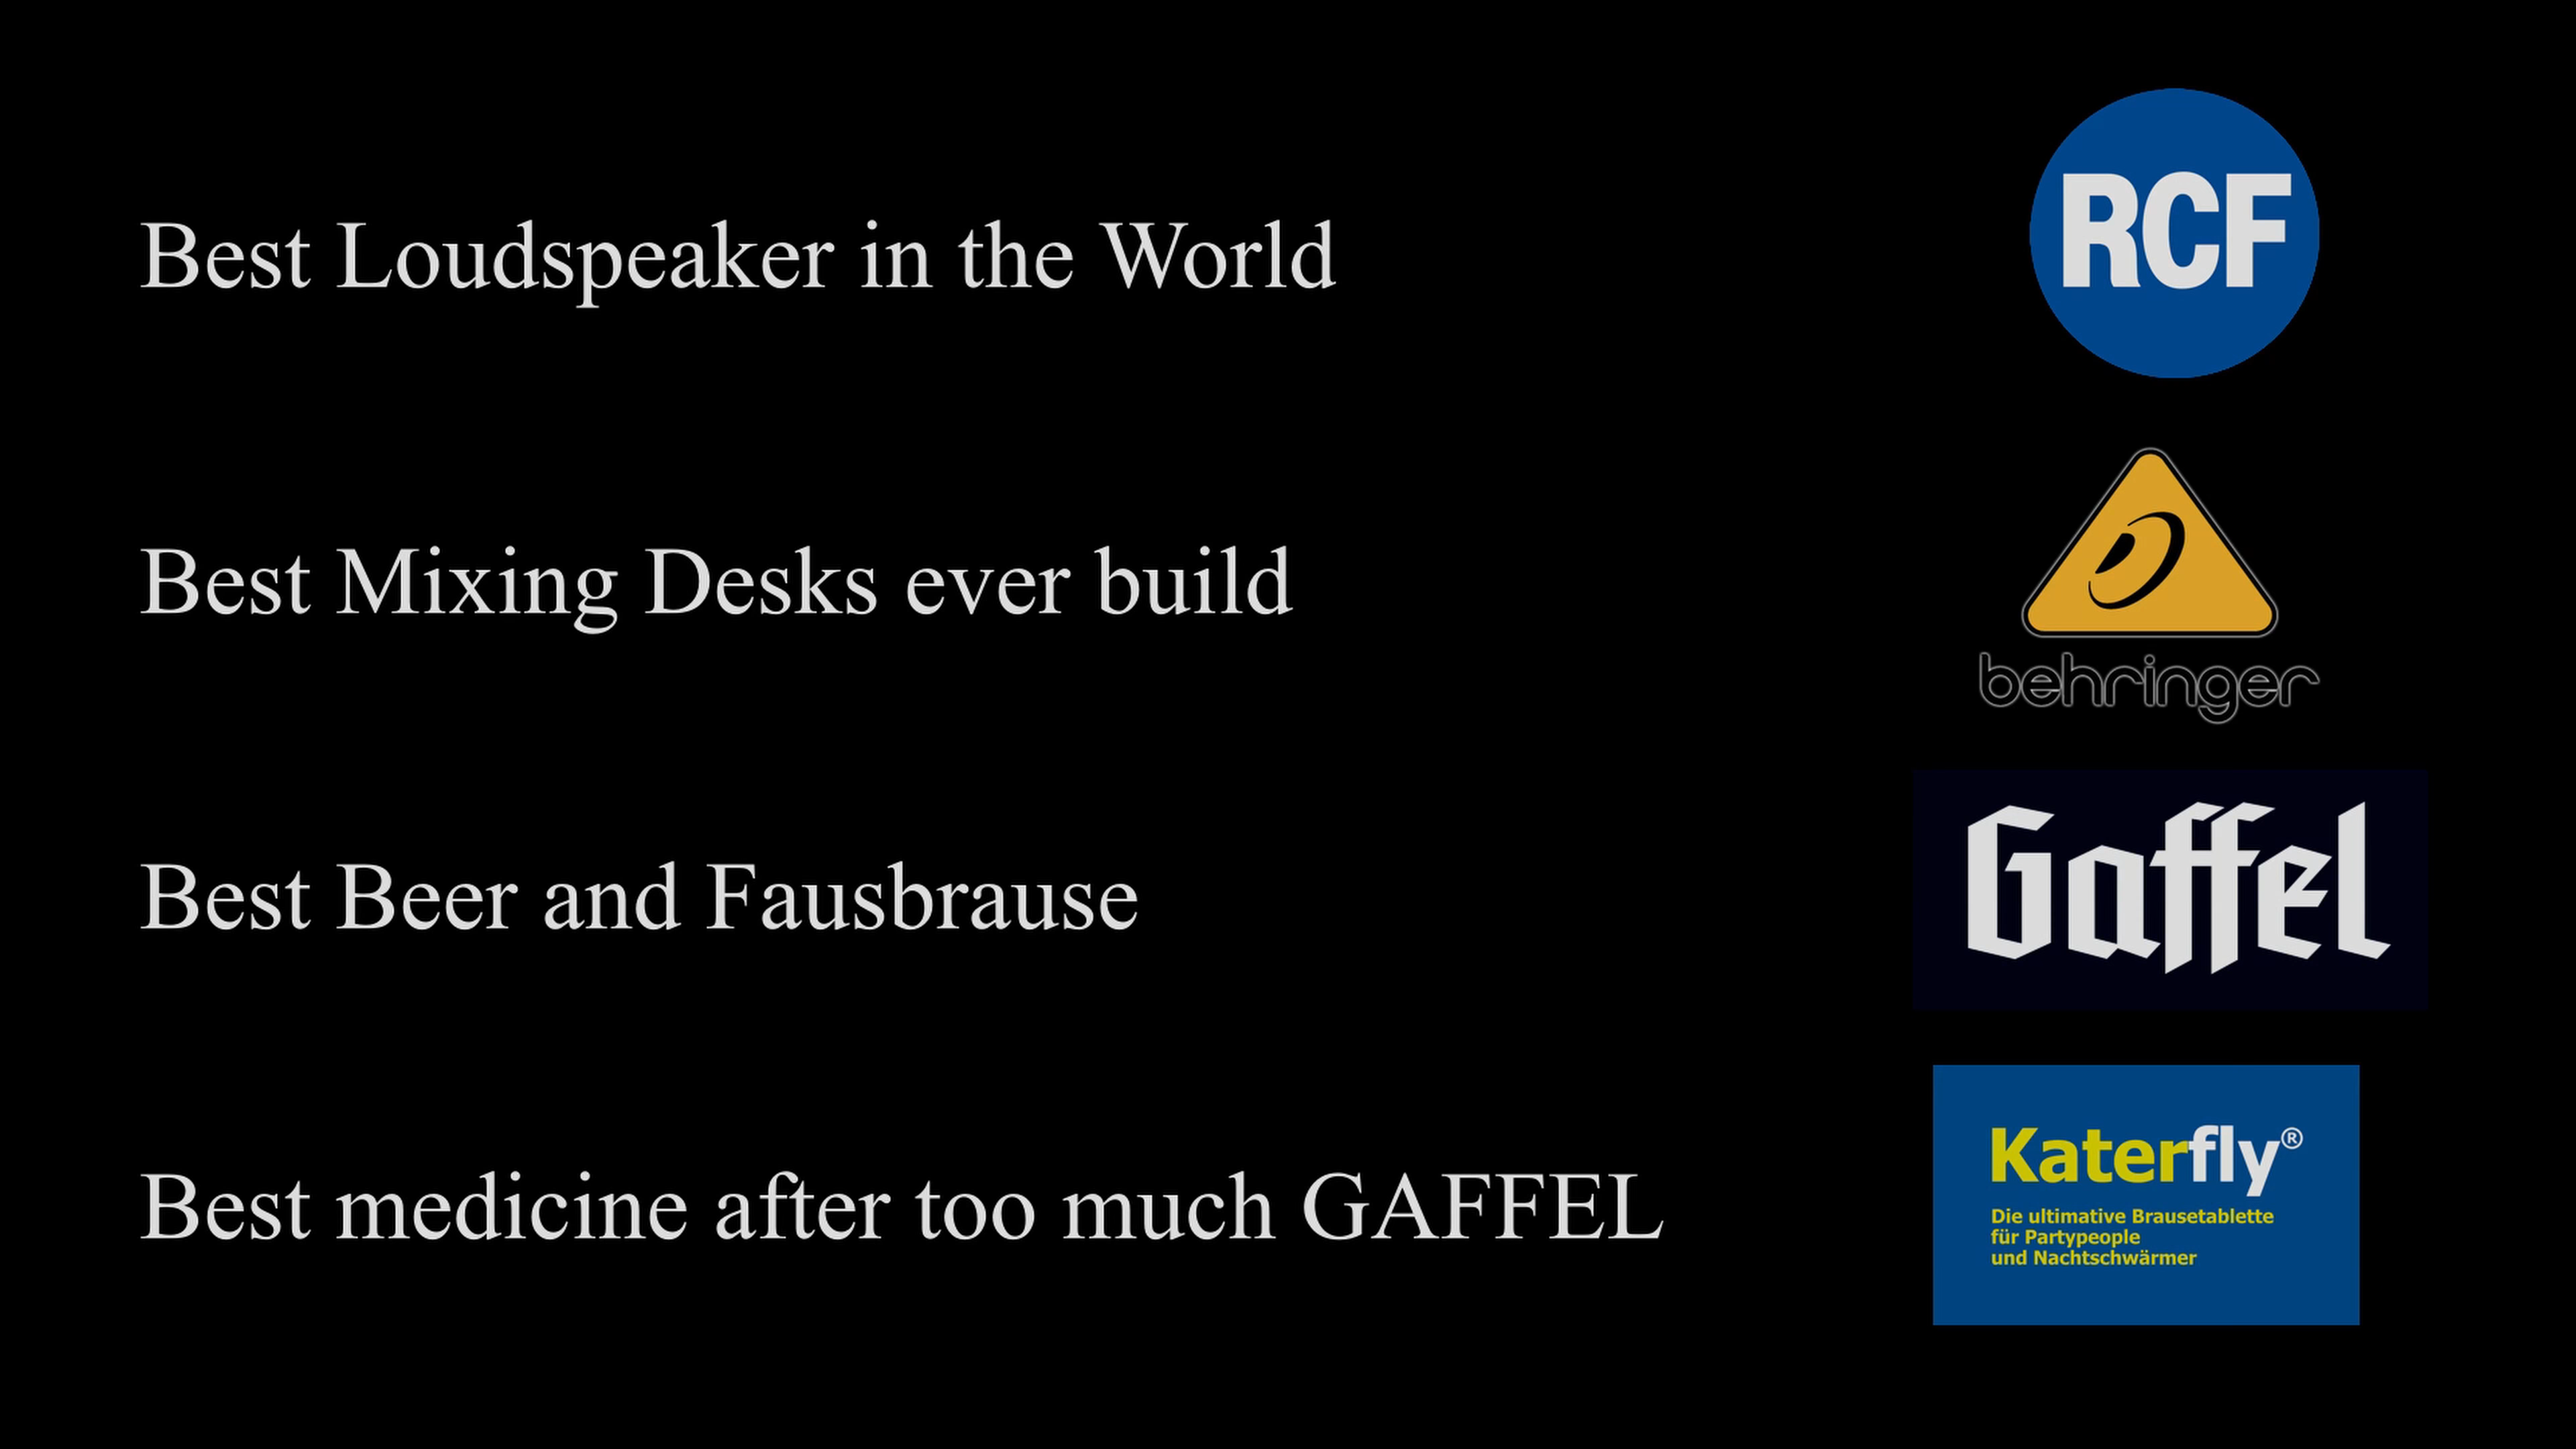 Best Loudspeaker in the World
RCF
Best Mixing Desks ever build
behringer
Best Beer and Fausbrause
Gaffel
Best medicine after too much GAFFEL
Katerfly®
Die ultimative Brausetablette
für Partypeople
und Nachtschwärmer